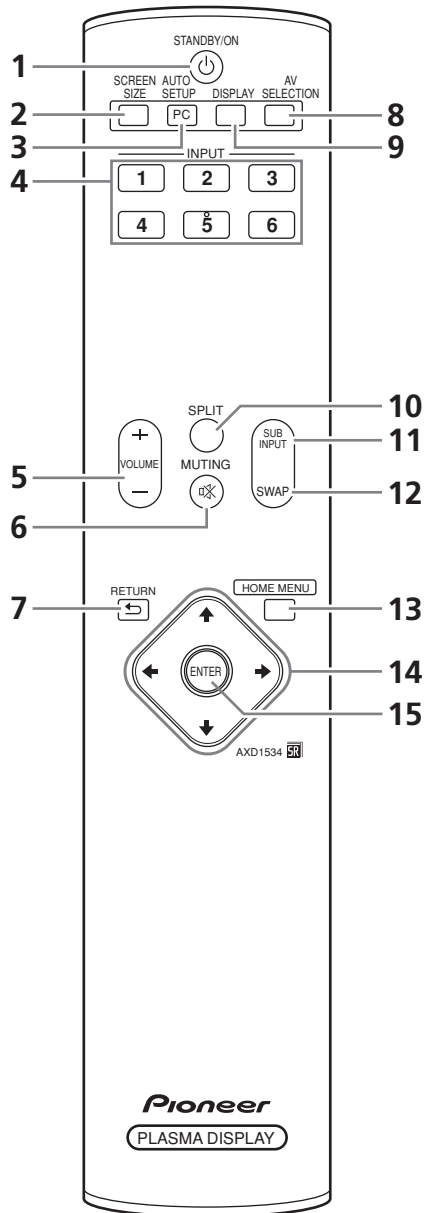 STANDBY/ON
1
SCREEN SIZE
AUTO SETUP
DISPLAY
AV SELECTION
2
PC
8
3
9
INPUT
4
1 2 3
4 5 6
SPLIT
10
+
VOLUME
–
5
SUB INPUT
11
MUTING
6
SWAP
12
RETURN
7
HOME MENU
13
ENTER
14
15
AXD1534 SR
Pioneer
PLASMA DISPLAY